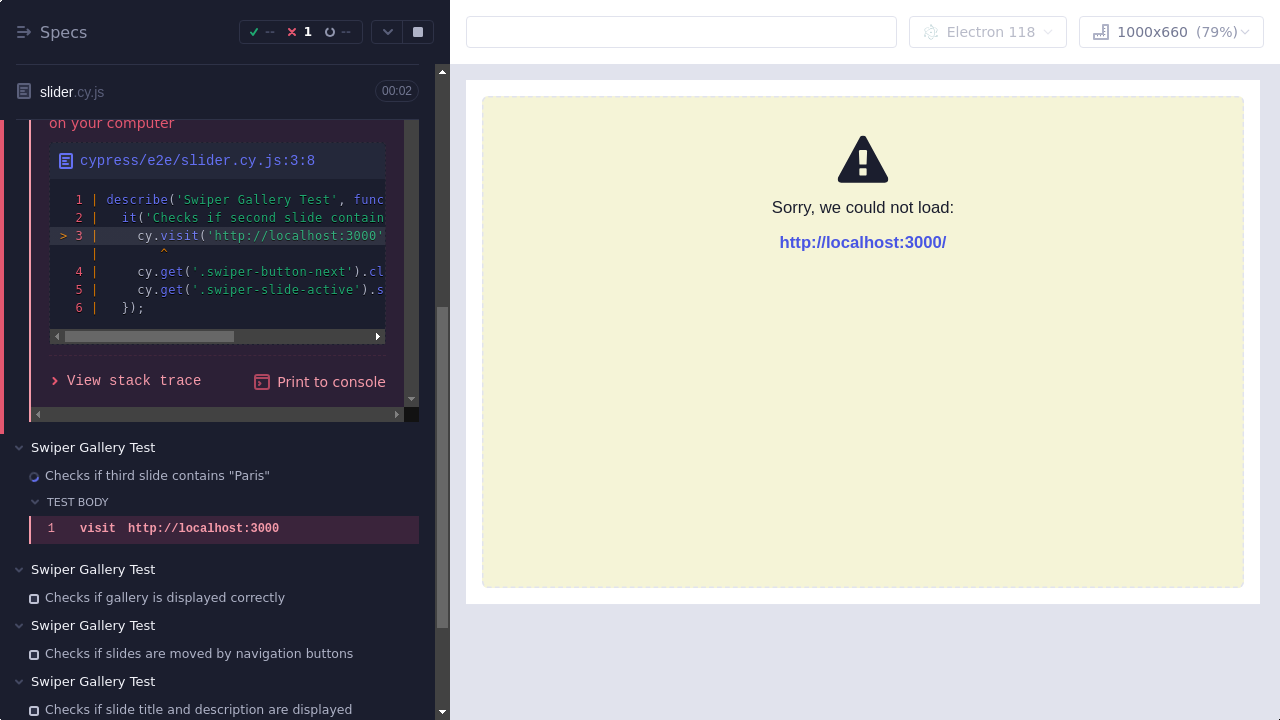 Specs
-- 1 --
Electron 118
1000x660 (79%)
slider.cy.js
00:02
on your computer
cypress/e2e/slider.cy.js:3:8
1 | describe('Swiper Gallery Test', func
2 | it('Checks if second slide contain
> 3 | cy.visit('http://localhost:3000'
| ^
4 | cy.get('.swiper-button-next').cl
5 | cy.get('.swiper-slide-active').s
6 | });
View stack trace
Print to console
Swiper Gallery Test
Checks if third slide contains "Paris"
TEST BODY
1 visit http://localhost:3000
Swiper Gallery Test
Checks if gallery is displayed correctly
Swiper Gallery Test
Checks if slides are moved by navigation buttons
Swiper Gallery Test
Checks if slide title and description are displayed
Sorry, we could not load:
http://localhost:3000/